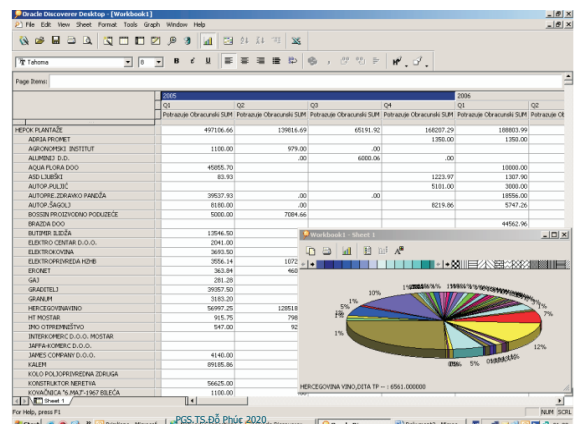 Oracle Discoverer Desktop - [Workbook1]
File Edit View Sheet Format Tools Graph Window Help
Tahoma 8 B U
Page Items:
2005 2006
Q1 Q2 Q3 Q4 Q1 Q2
Potrazuje Obracunski SUM Potrazuje Obracunski SUM Potrazuje Obracunski SUM Potrazuje Obracunski SUM Potrazuje Obracunski SUM
HEPOK PLANTAŽE 497106.66 139816.69 65191.92 168287.29 188803.99
ADRIA PROMET 1350.00 1350.00
AGRONOMSKI INSTITUT 1100.00 979.00 .00
ALUMINIJ D.D. .00 6000.06 .00
AQUA FLORA DOO 45855.70 10000.00
ASD LJUBŠKI 83.93 1223.97 1307.90
AUTOP.PULJIĆ 5181.00 3000.00
AUTOPRE.ZDRAVKO PANDŽA 39537.93 .00 .00 18556.00
AUTOP.ŠAGOLJ 8180.00 .00 8219.86 5747.26
BOSSIN PROIZVODNO PODUZEĆE 5000.00 7084.66
BRAZDA DOO 44562.96
BUTIMIR ILIDŽA 13546.50
ELEKTRO CENTAR D.O.O. 2041.00
ELEKTROKOVINA 3693.50
ELEKTROPRIVREDA HZHB 3556.14 1072
ERONET 363.84 460
GAJ 281.28
GRADITELJ 39357.50
GRANUM 3183.20
HERCEGOVINAVINO 56997.25 128518
HT MOSTAR 915.75 798
IMO OTPREMNIŠTVO 547.00 92
INTERKOMERC D.O.O. MOSTAR
JAFFA-KOMERC D.O.O.
JAMES COMPANY D.O.O. 4140.00
KALEM 89185.86
KOLO POLJOPRIVREDNA ZDRUGA
KONSTRUKTOR NERETVA 56625.00
KOVAČNICA "6.MAJ"-1967 BILEĆA 1100.00
Workbook1 - Sheet 1
10% 1%
5%
1%
7%
12%
5%
1%
HERCEGOVINA VINO,DITA TP -- : 6561.000000
Sheet 1
For Help, press F1 NUM SCRL
PGS.TS.Đỗ Phúc 2020